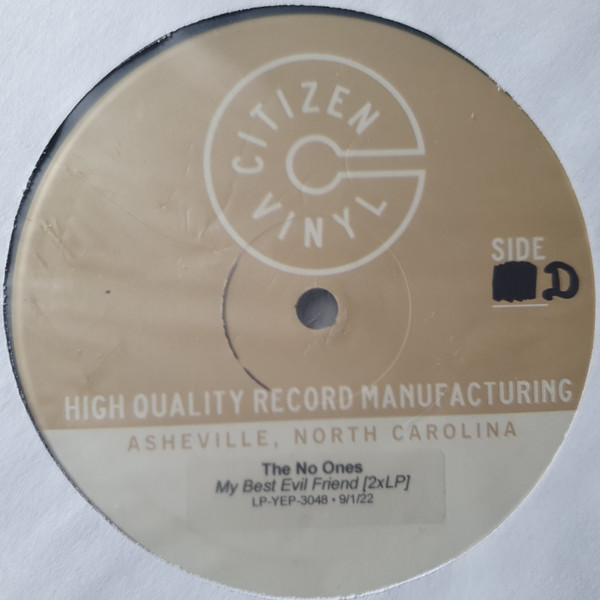 CITIZEN
VINYL
SIDE
D
HIGH QUALITY RECORD MANUFACTURING
ASHEVILLE, NORTH CAROLINA
The No Ones
My Best Evil Friend [2xLP]
LP-YEP-3048 • 9/1/22